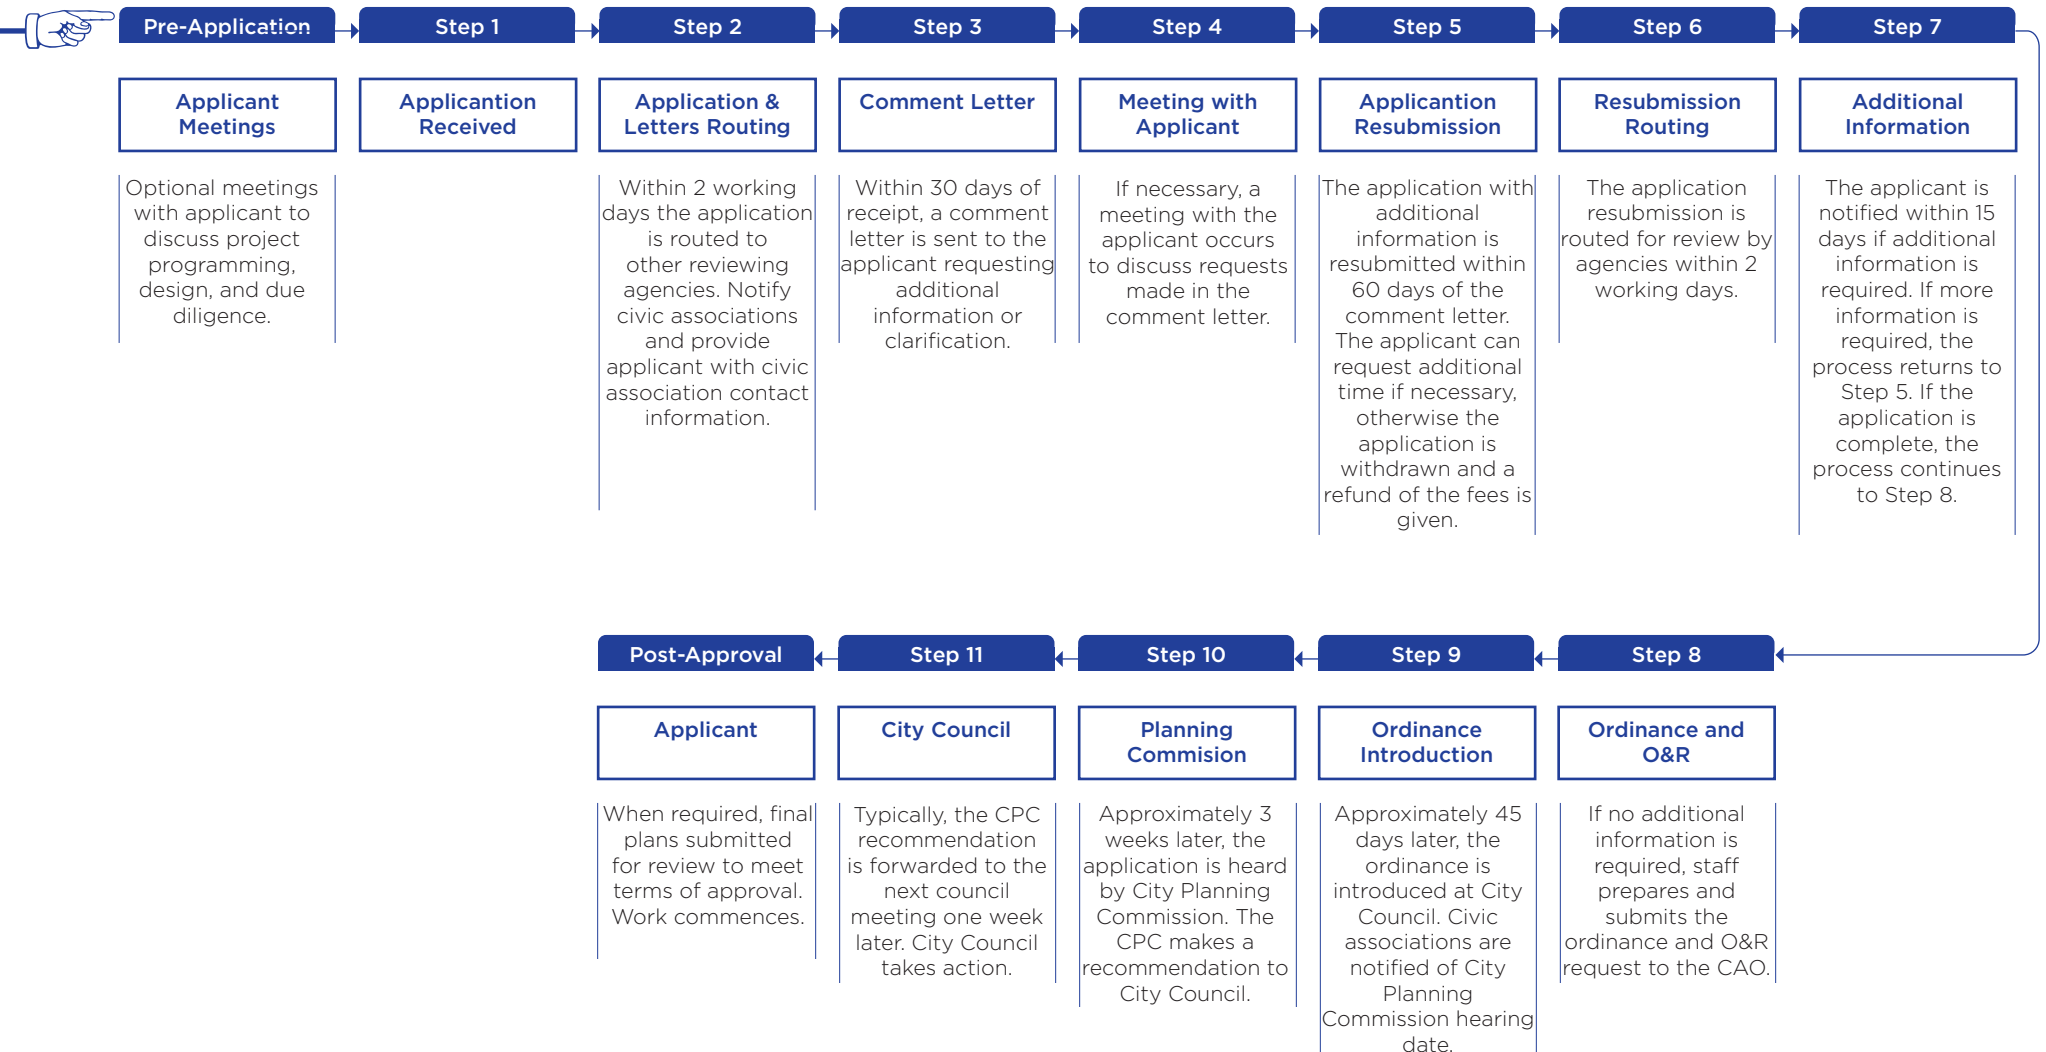 Pre-Application
Step 1
Step 2
Step 3
Step 4
Step 5
Step 6
Step 7
Applicant
Meetings
Applicantion
Received
Application &
Letters Routing
Comment Letter
Meeting with
Applicant
Applicantion
Resubmission
Resubmission
Routing
Additional
Information
Optional meetings
with applicant to
discuss project
programming,
design, and due
diligence.
Within 2 working
days the application
is routed to
other reviewing
agencies. Notify
civic associations
and provide
applicant with civic
association contact
information.
Within 30 days of
receipt, a comment
letter is sent to the
applicant requesting
additional
information or
clarification.
If necessary, a
meeting with the
applicant occurs
to discuss requests
made in the
comment letter.
The application with
additional
information is
resubmitted within
60 days of the
comment letter.
The applicant can
request additional
time if necessary,
otherwise the
application is
withdrawn and a
refund of the fees is
given.
The application
resubmission is
routed for review by
agencies within 2
working days.
The applicant is
notified within 15
days if additional
information is
required. If more
information is
required, the
process returns to
Step 5. If the
application is
complete, the
process continues
to Step 8.
Post-Approval
Step 11
Step 10
Step 9
Step 8
Applicant
City Council
Planning
Commision
Ordinance
Introduction
Ordinance and
O&R
When required, final
plans submitted
for review to meet
terms of approval.
Work commences.
Typically, the CPC
recommendation
is forwarded to the
next council
meeting one week
later. City Council
takes action.
Approximately 3
weeks later, the
application is heard
by City Planning
Commission. The
CPC makes a
recommendation to
City Council.
Approximately 45
days later, the
ordinance is
introduced at City
Council. Civic
associations are
notified of City
Planning
Commission hearing
date.
If no additional
information is
required, staff
prepares and
submits the
ordinance and O&R
request to the CAO.